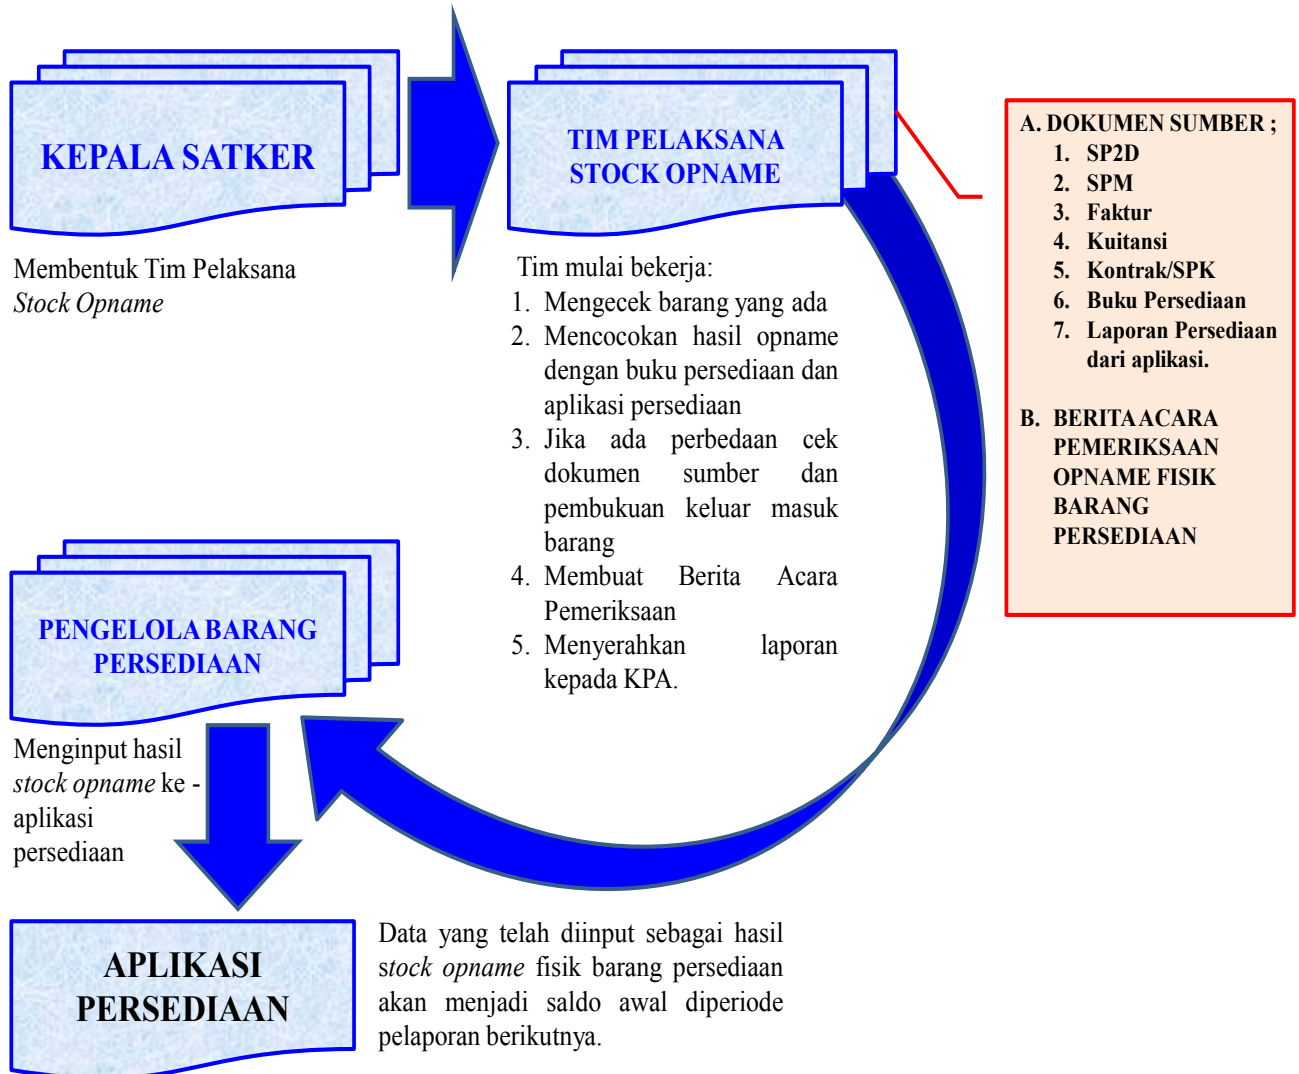 KEPALA SATKER
Membentuk Tim Pelaksana
Stock Opname
TIM PELAKSANA
STOCK OPNAME
Tim mulai bekerja:
1. Mengecek barang yang ada
2. Mencocokan hasil opname
dengan buku persediaan dan
aplikasi persediaan
3. Jika ada perbedaan cek
dokumen sumber dan
pembukuan keluar masuk
barang
4. Membuat Berita Acara
Pemeriksaan
5. Menyerahkan laporan
kepada KPA.
A. DOKUMEN SUMBER ;
1. SP2D
2. SPM
3. Faktur
4. Kuitansi
5. Kontrak/SPK
6. Buku Persediaan
7. Laporan Persediaan
dari aplikasi.
B. BERITA ACARA
PEMERIKSAAN
OPNAME FISIK
BARANG
PERSEDIAAN
PENGELOLA BARANG
PERSEDIAAN
Menginput hasil
stock opname ke -
aplikasi
persediaan
APLIKASI
PERSEDIAAN
Data yang telah diinput sebagai hasil
stock opname fisik barang persediaan
akan menjadi saldo awal diperiode
pelaporan berikutnya.